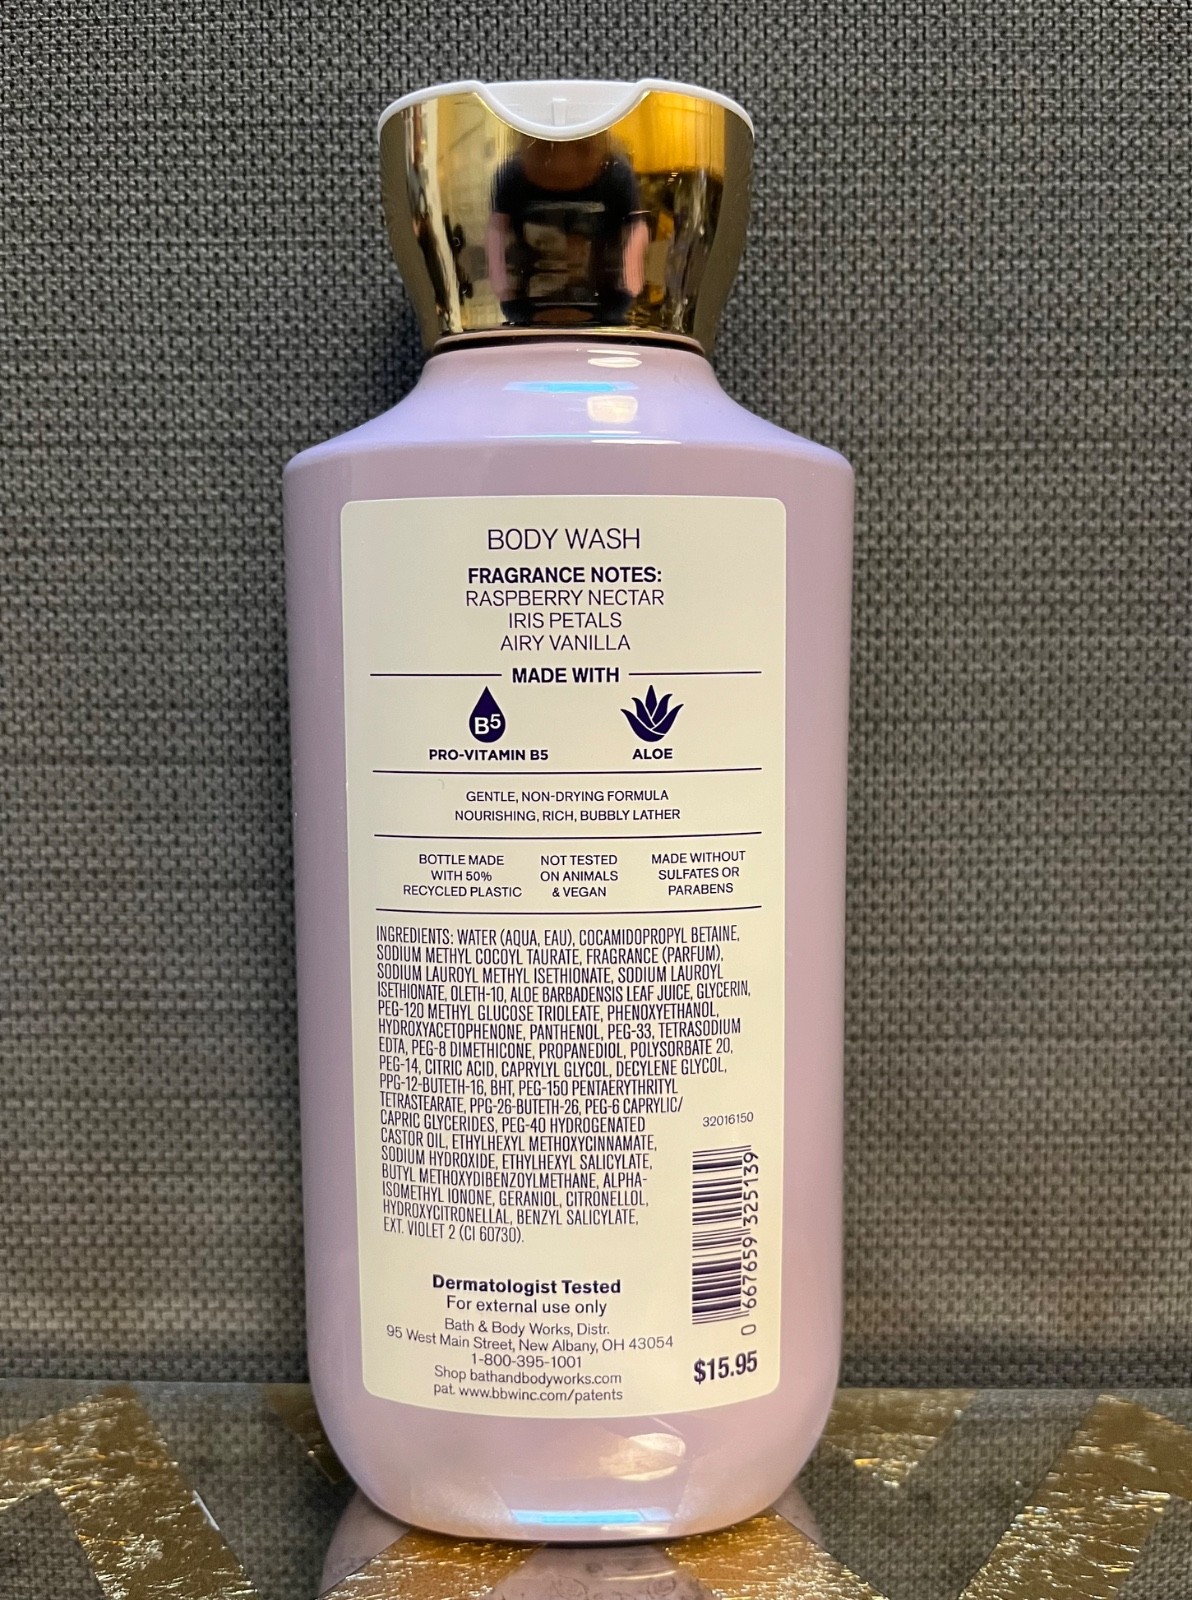 BODY WASH
FRAGRANCE NOTES:
RASPBERRY NECTAR
IRIS PETALS
AIRY VANILLA
MADE WITH
B5
PRO-VITAMIN B5
ALOE
GENTLE, NON-DRYING FORMULA
NOURISHING, RICH, BUBBLY LATHER
BOTTLE MADE
WITH 50%
RECYCLED PLASTIC
NOT TESTED
ON ANIMALS
& VEGAN
MADE WITHOUT
SULFATES OR
PARABENS
INGREDIENTS: WATER (AQUA, EAU), COCAMIDOPROPYL BETAINE,
SODIUM METHYL COCOYL TAURATE, FRAGRANCE (PARFUM),
SODIUM LAUROYL METHYL ISETHIONATE, SODIUM LAUROYL
ISETHIONATE, OLETH-10, ALOE BARBADENSIS LEAF JUICE, GLYCERIN,
PEG-120 METHYL GLUCOSE TRIOLEATE, PHENOXYETHANOL,
HYDROXYACETOPHENONE, PANTHENOL, PEG-33, TETRASODIUM
EDTA, PEG-8 DIMETHICONE, PROPANEDIOL, POLYSORBATE 20,
PEG-14, CITRIC ACID, CAPRYLYL GLYCOL, DECYLENE GLYCOL,
PPG-12-BUTETH-16, BHT, PEG-150 PENTAERYTHRITYL
TETRASTEARATE, PPG-26-BUTETH-26, PEG-6 CAPRYLIC/
CAPRIC GLYCERIDES, PEG-40 HYDROGENATED
CASTOR OIL, ETHYLHEXYL METHOXYCINNAMATE,
SODIUM HYDROXIDE, ETHYLHEXYL SALICYLATE,
BUTYL METHOXYDIBENZOYLMETHANE, ALPHA-
ISOMETHYL IONONE, GERANIOL, CITRONELLOL,
HYDROXYCITRONELLAL, BENZYL SALICYLATE,
EXT. VIOLET 2 (CI 60730).
32016150
0 667659 325139
$15.95
Dermatologist Tested
For external use only
Bath & Body Works, Distr.
95 West Main Street, New Albany, OH 43054
1-800-395-1001
Shop bathandbodyworks.com
pat. www.bbwinc.com/patents